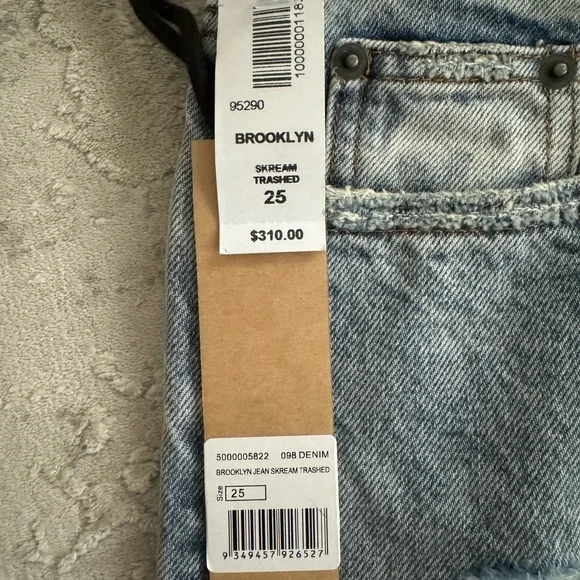 100000118
95290
BROOKLYN
SKREAM
TRASHED
25
$310.00
5000005822 098 DENIM
BROOKLYN JEAN SKREAM TRASHED
Size 25
9 349457 926527